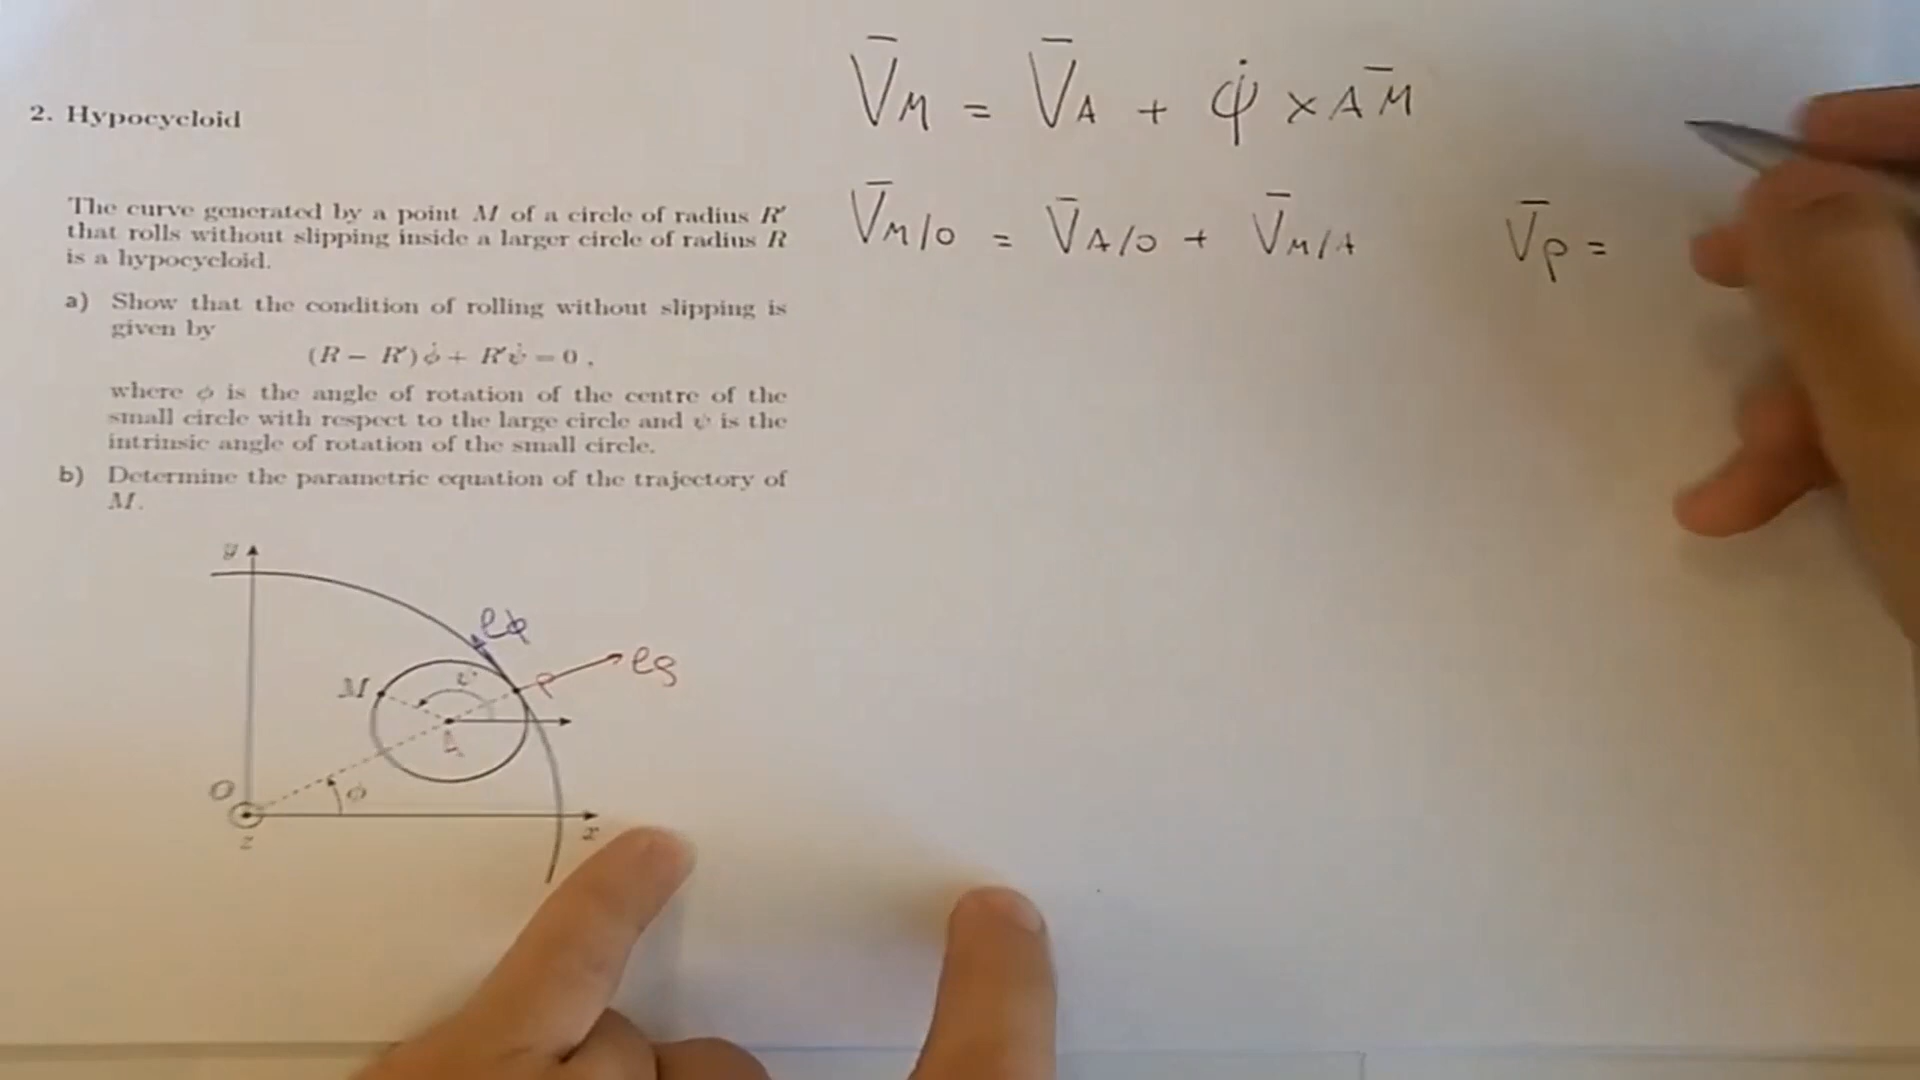 2. Hypocycloid
The curve generated by a point M of a circle of radius R′
that rolls without slipping inside a larger circle of radius R
is a hypocycloid.
a) Show that the condition of rolling without slipping is
given by
(R − R′)ϕ̇ + R′ψ̇ = 0 ,
where ϕ is the angle of rotation of the centre of the
small circle with respect to the large circle and ψ is the
intrinsic angle of rotation of the small circle.
b) Determine the parametric equation of the trajectory of
M.
y
eϕ
M
ψ
P
eρ
A
O
ϕ
x
z
V̄M = V̄A + ψ̇ × AM̄
V̄M/O = V̄A/O + V̄M/A
V̄P =